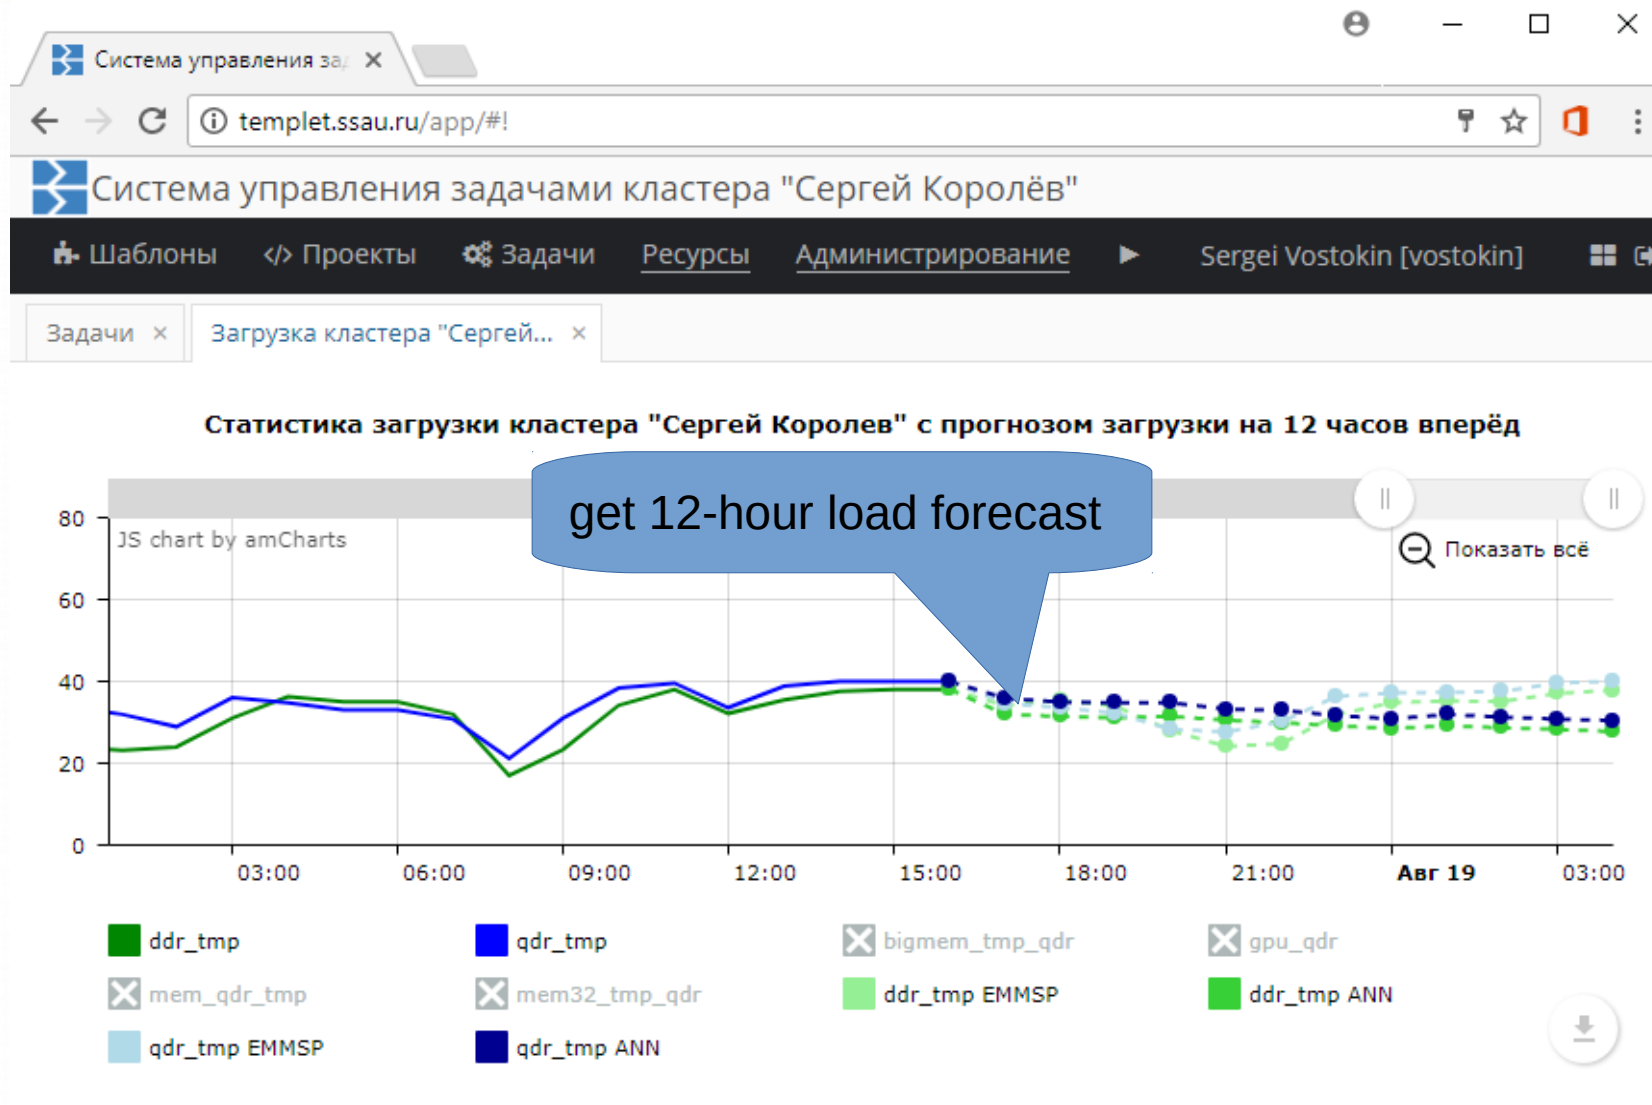 Система управления за
templet.ssau.ru/app/#!
Система управления задачами кластера "Сергей Королёв"
Шаблоны </> Проекты Задачи Ресурсы Администрирование Sergei Vostokin [vostokin]
Задачи × Загрузка кластера "Сергей... ×
Статистика загрузки кластера "Сергей Королев" с прогнозом загрузки на 12 часов вперёд
get 12-hour load forecast
80
JS chart by amCharts
Показать всё
60
40
20
0
03:00 06:00 09:00 12:00 15:00 18:00 21:00 Авг 19 03:00
ddr_tmp qdr_tmp bigmem_tmp_qdr gpu_qdr
mem_qdr_tmp mem32_tmp_qdr ddr_tmp EMMSP ddr_tmp ANN
qdr_tmp EMMSP qdr_tmp ANN